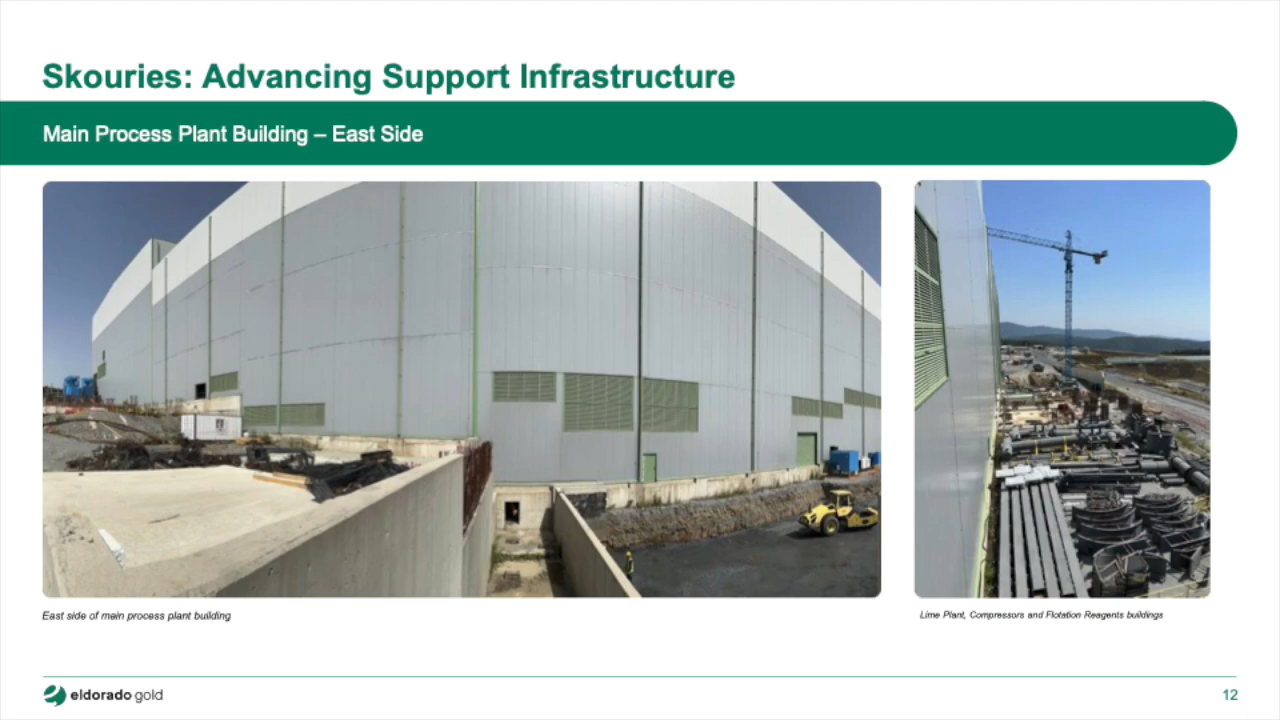 Skouries: Advancing Support Infrastructure
Main Process Plant Building – East Side
East side of main process plant building
Lime Plant, Compressors and Flotation Reagents buildings
eldorado gold
12